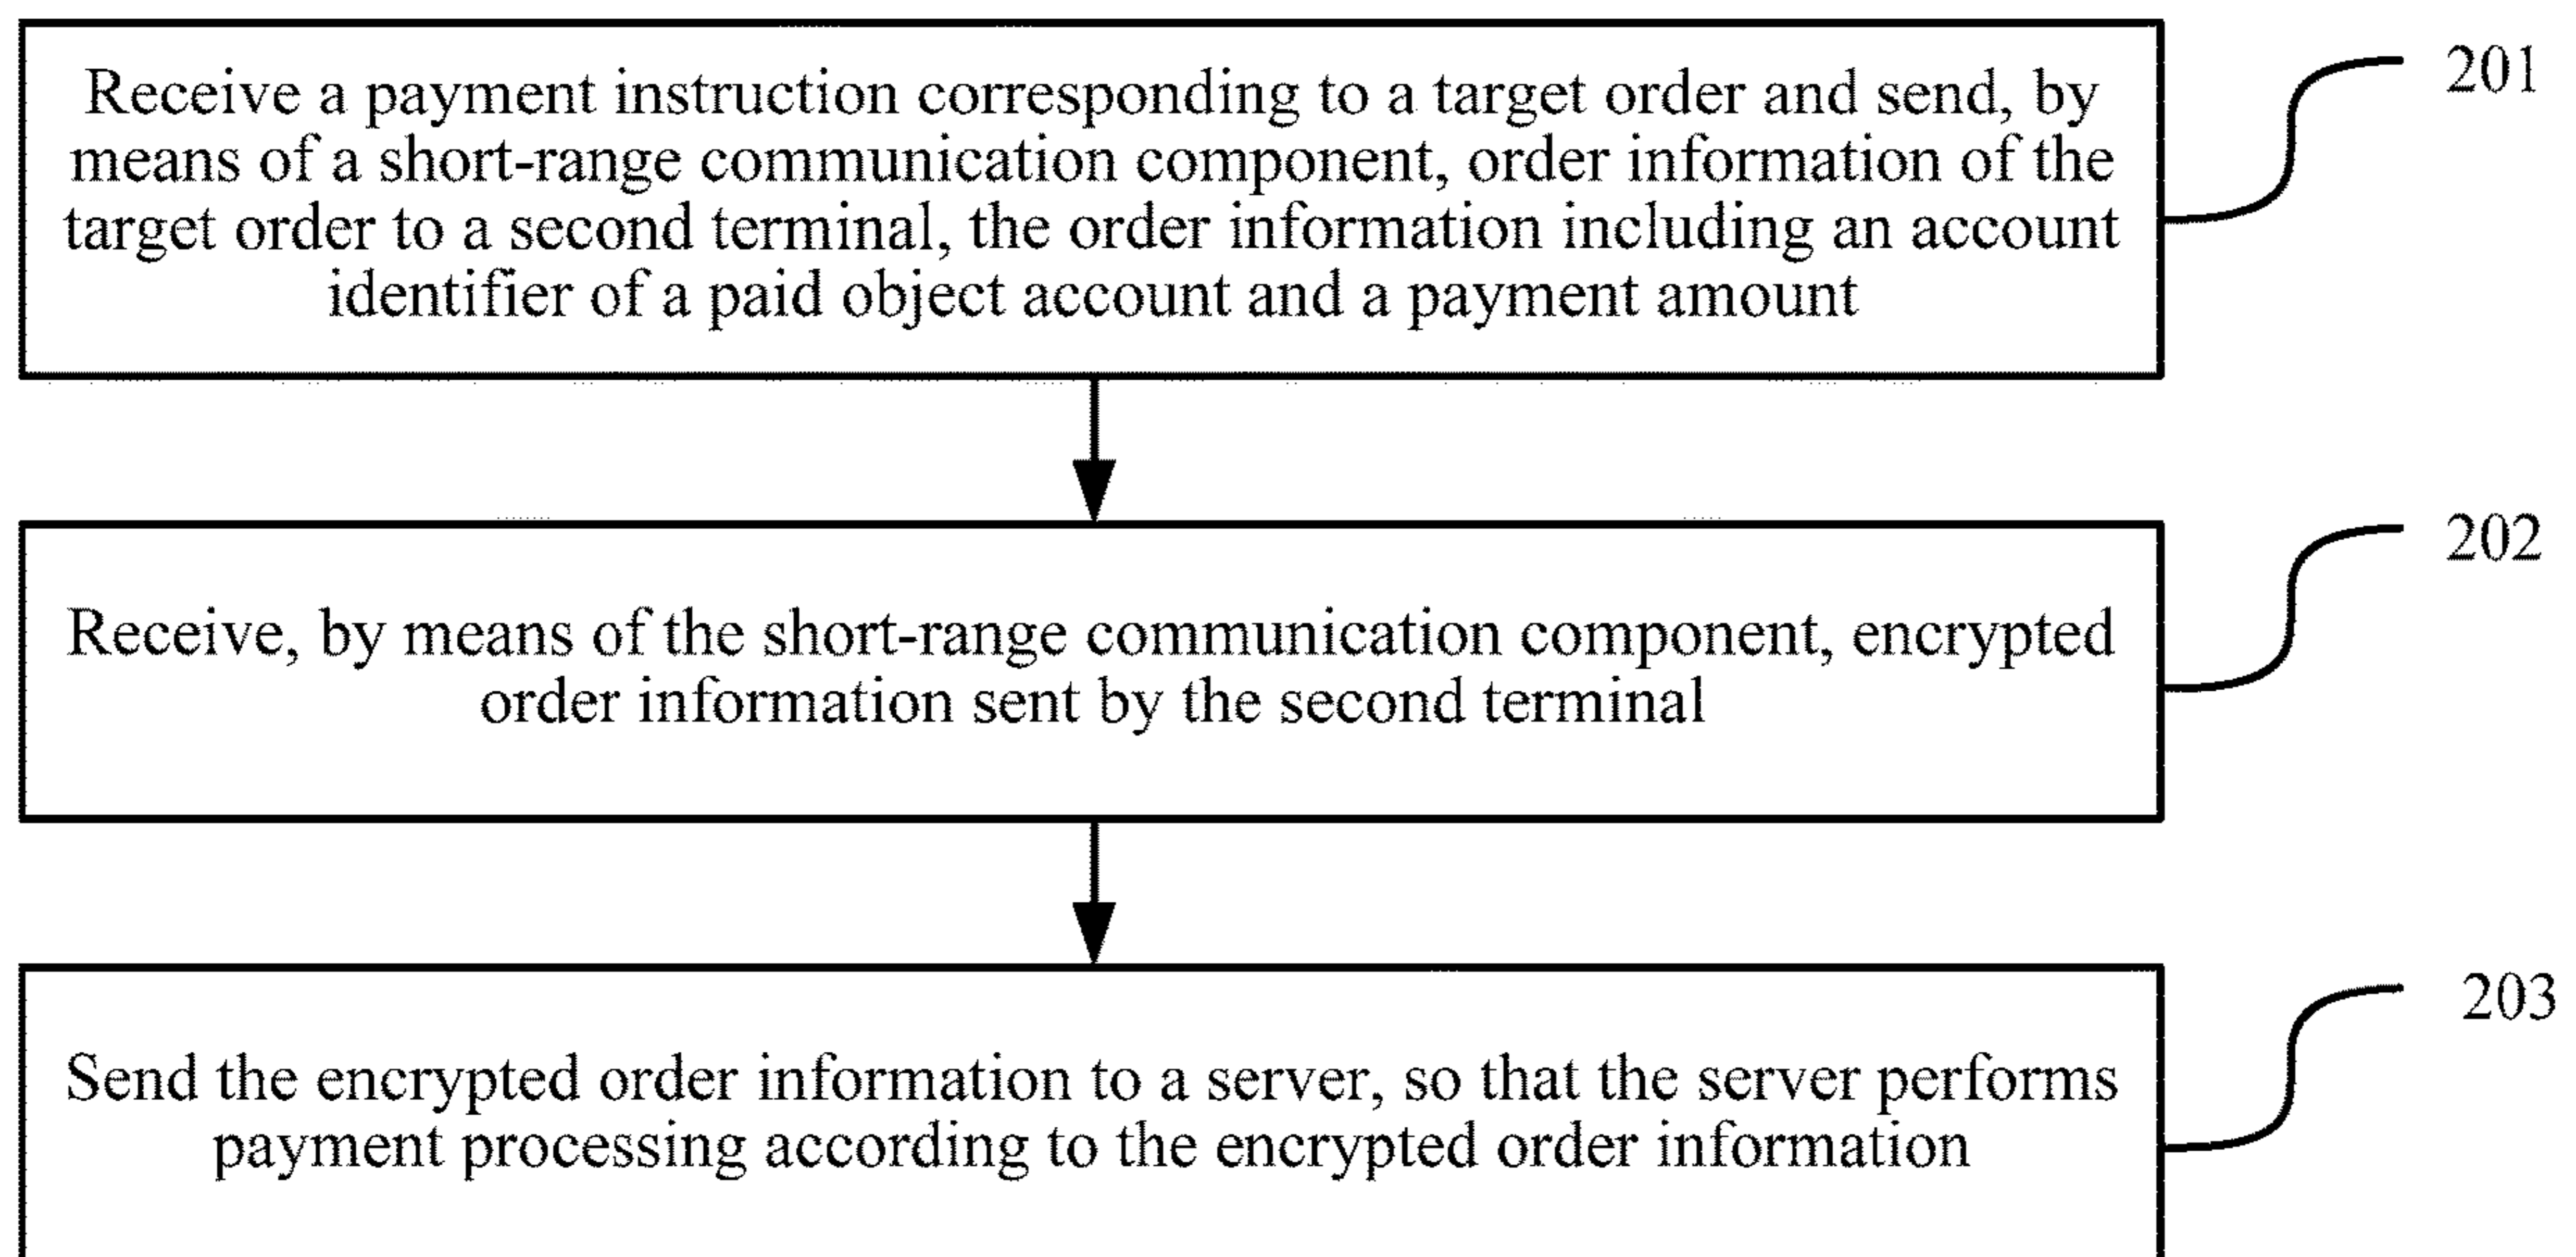 Receive a payment instruction corresponding to a target order and send, by
means of a short-range communication component, order information of the
target order to a second terminal, the order information including an account
identifier of a paid object account and a payment amount
201
Receive, by means of the short-range communication component, encrypted
order information sent by the second terminal
202
Send the encrypted order information to a server, so that the server performs
payment processing according to the encrypted order information
203